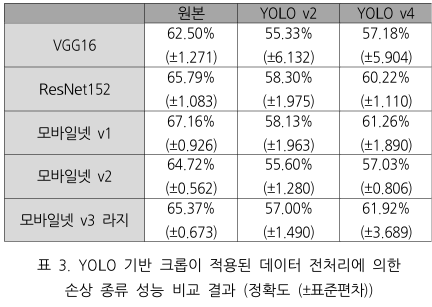 원본 YOLO v2 YOLO v4
VGG16 62.50% 55.33% 57.18%
(±1.271) (±6.132) (±5.904)
ResNet152 65.79% 58.30% 60.22%
(±1.083) (±1.975) (±1.110)
모바일넷 v1 67.16% 58.13% 61.26%
(±0.926) (±1.963) (±1.890)
모바일넷 v2 64.72% 55.60% 57.03%
(±0.562) (±1.280) (±0.806)
모바일넷 v3 라지 65.37% 57.00% 61.92%
(±0.673) (±1.490) (±3.689)
표 3. YOLO 기반 크롭이 적용된 데이터 전처리에 의한
손상 종류 성능 비교 결과 (정확도 (±표준편차))